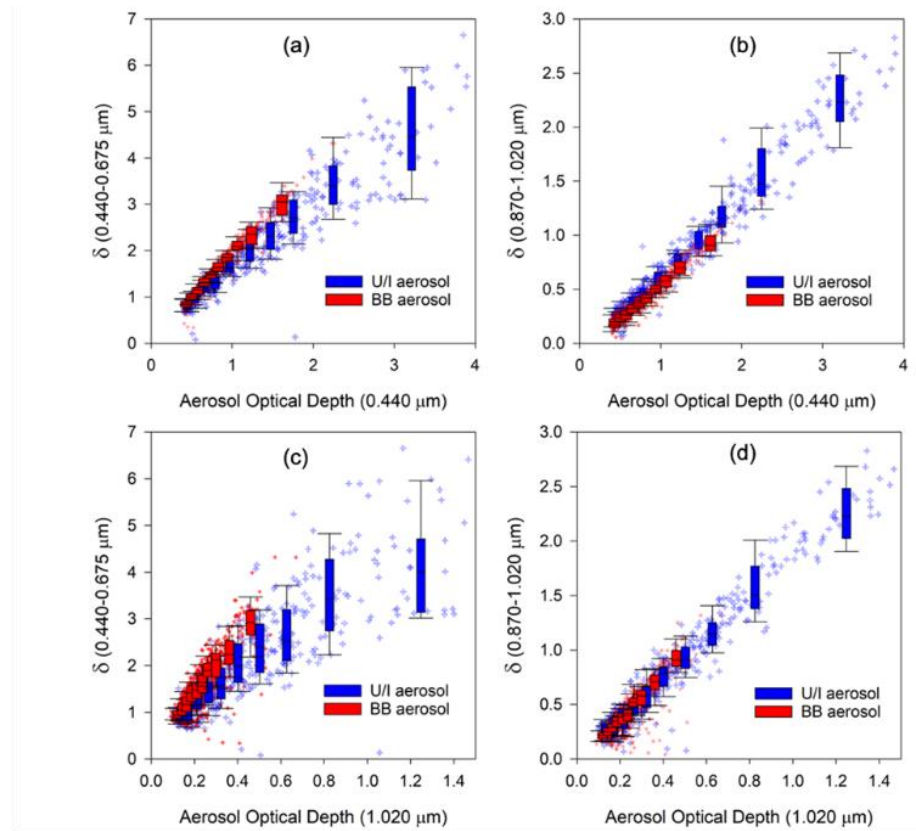 (a)
δ (0.440-0.675 μm)
7
6
5
4
3
2
1
0
U/I aerosol
BB aerosol
0 1 2 3 4
Aerosol Optical Depth (0.440 μm)
(b)
δ (0.870-1.020 μm)
3.0
2.5
2.0
1.5
1.0
0.5
0.0
U/I aerosol
BB aerosol
0 1 2 3 4
Aerosol Optical Depth (0.440 μm)
(c)
δ (0.440-0.675 μm)
7
6
5
4
3
2
1
0
U/I aerosol
BB aerosol
0.0 0.2 0.4 0.6 0.8 1.0 1.2 1.4
Aerosol Optical Depth (1.020 μm)
(d)
δ (0.870-1.020 μm)
3.0
2.5
2.0
1.5
1.0
0.5
0.0
U/I aerosol
BB aerosol
0.0 0.2 0.4 0.6 0.8 1.0 1.2 1.4
Aerosol Optical Depth (1.020 μm)